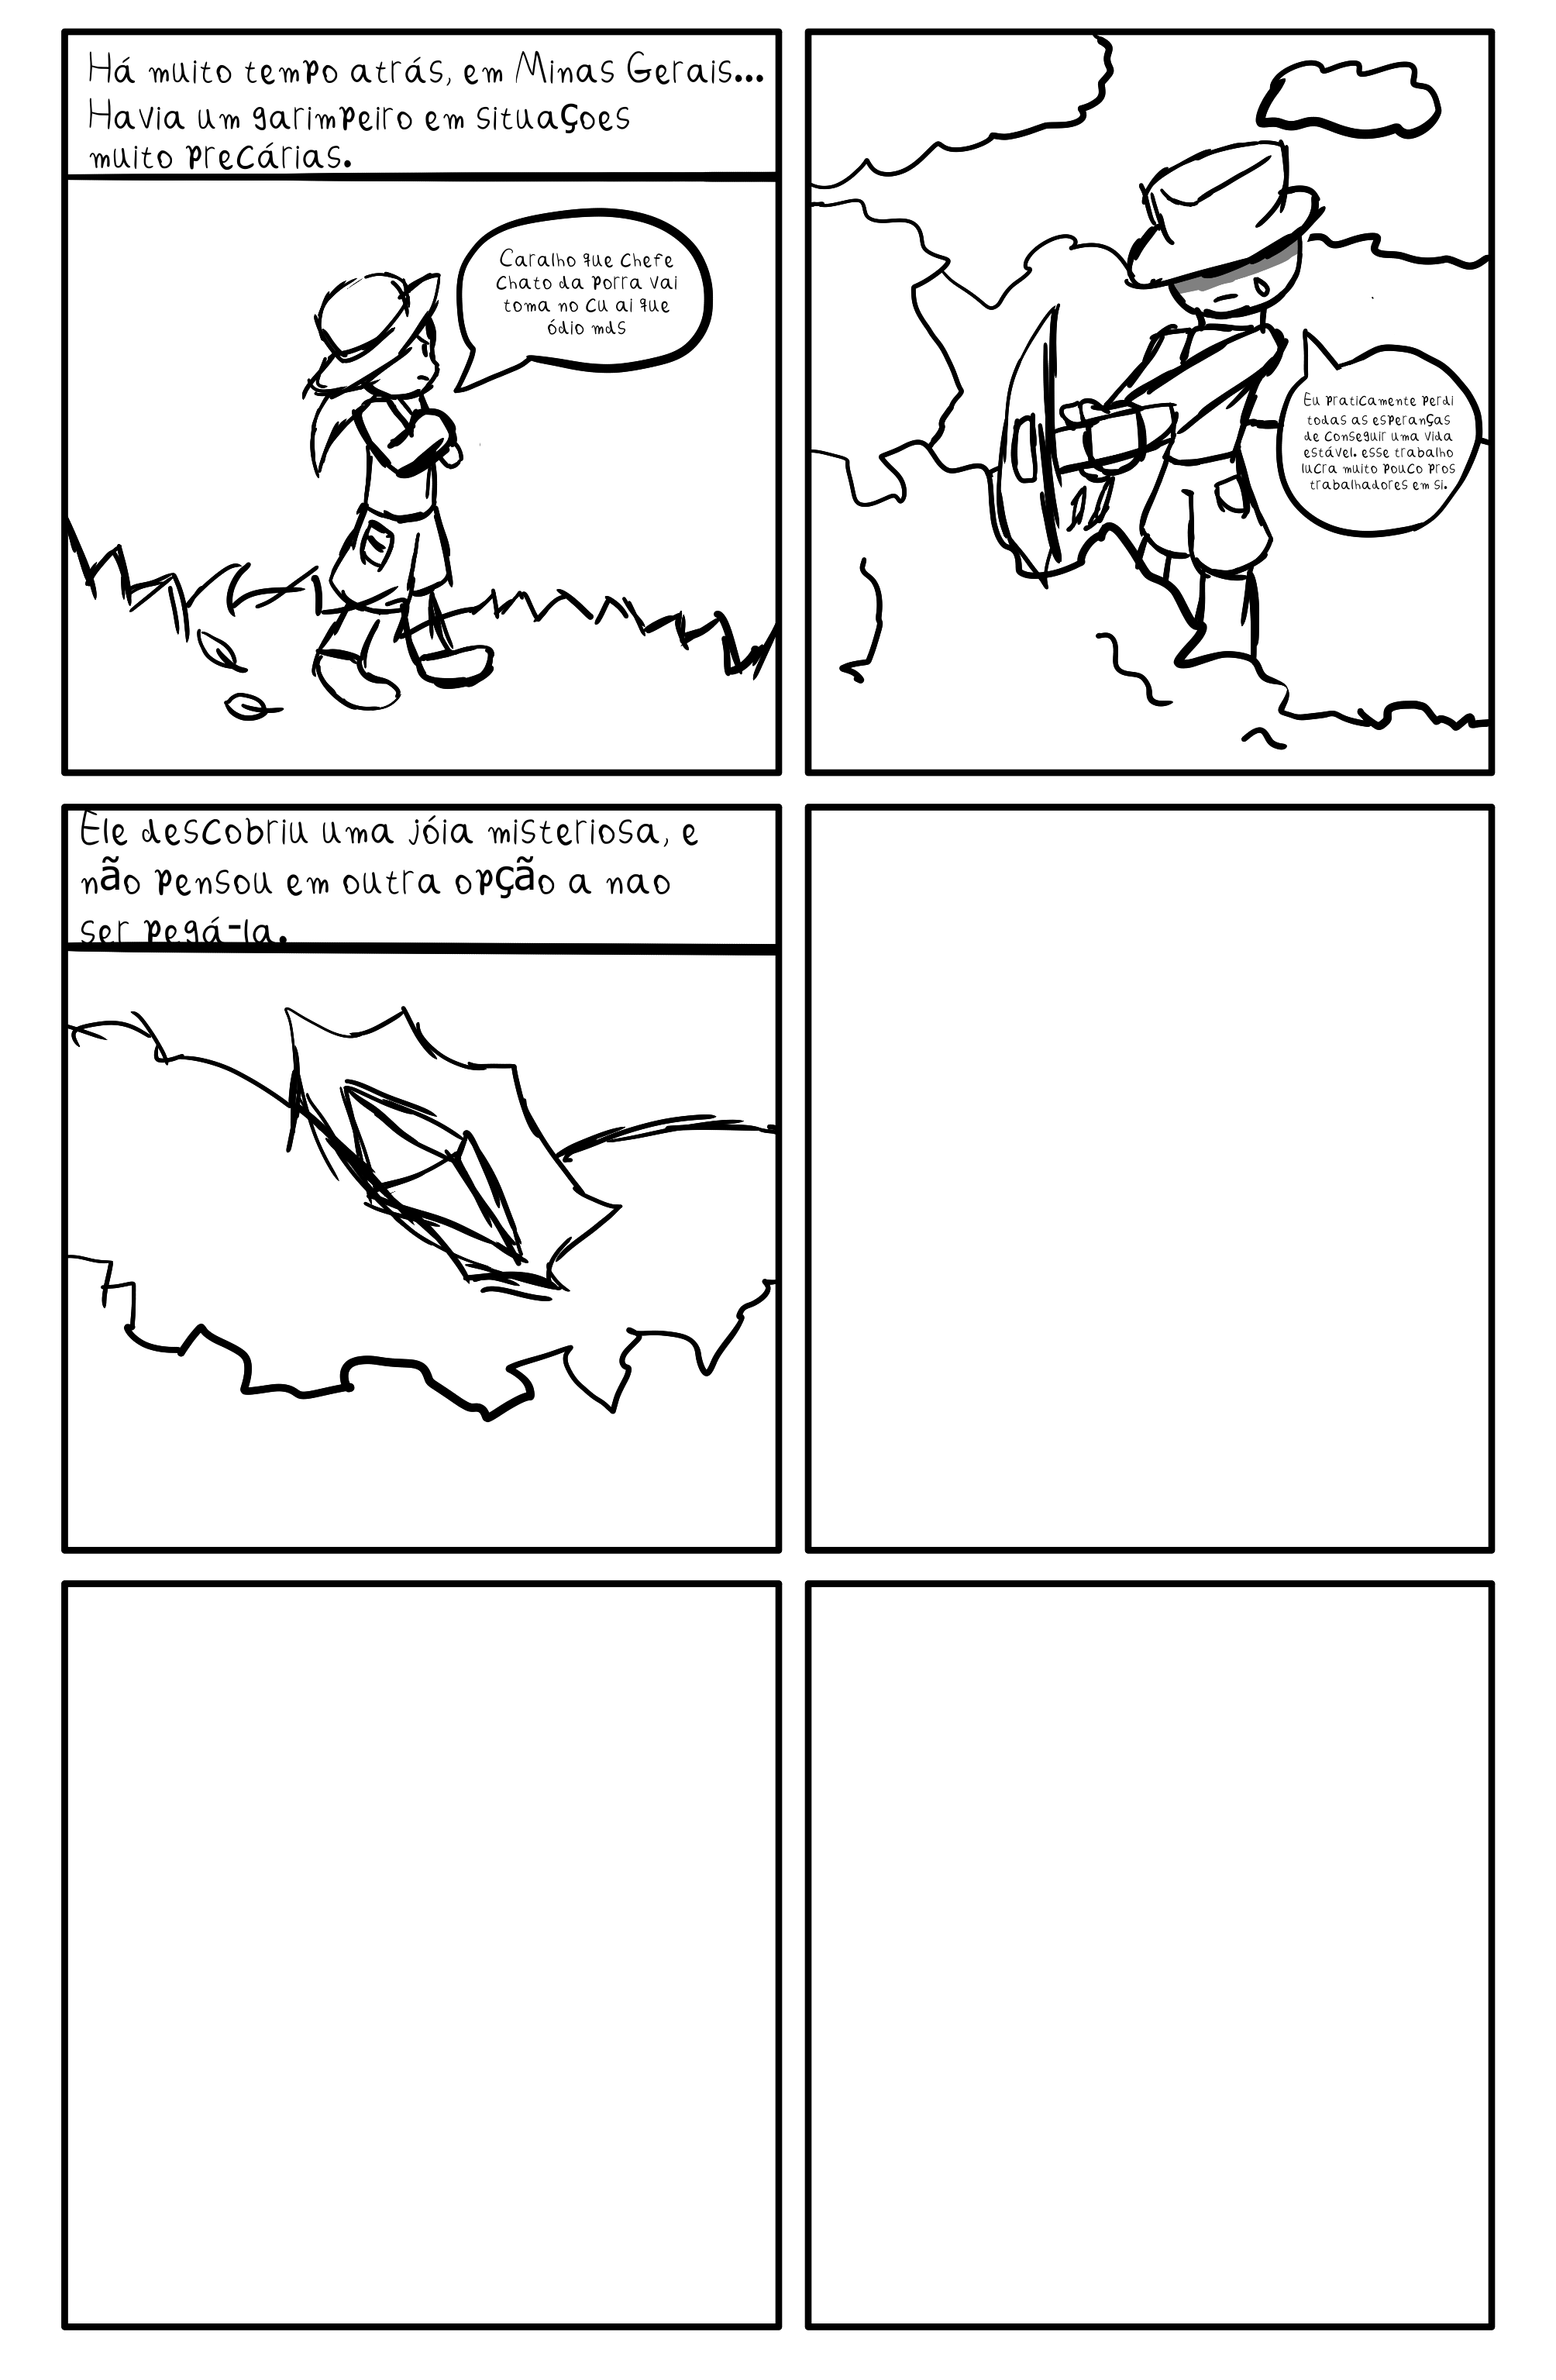 Há muito tempo atrás, em Minas Gerais...
Havia um garimpeiro em situaçoes
muito precárias.
Caralho que chefe
chato da porra vai
toma no cu ai que
ódio mds
Eu praticamente perdi
todas as esperanças
de conseguir uma vida
estável. esse trabalho
lucra muito pouco pros
trabalhadores em si.
Ele descobriu uma jóia misteriosa, e
não pensou em outra opção a nao
ser pegá-la.